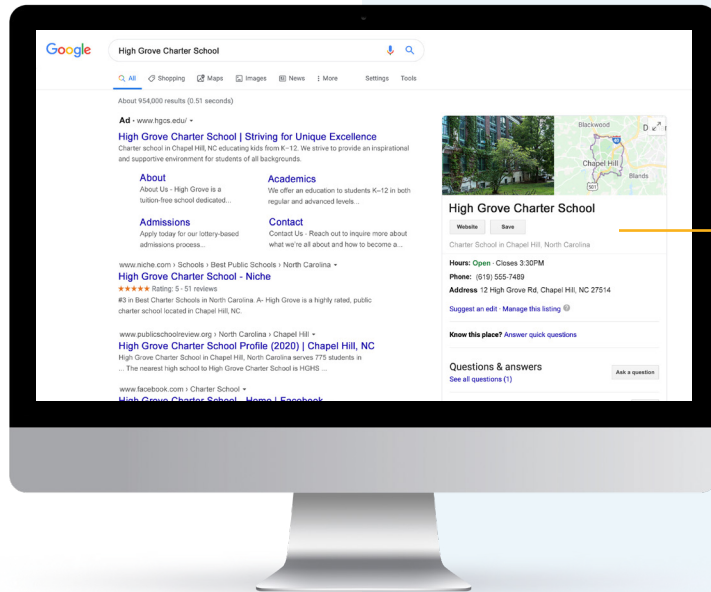 Google
High Grove Charter School
All Shopping Maps Images News More Settings Tools
About 954,000 results (0.51 seconds)
Ad · www.hgcs.edu/
High Grove Charter School | Striving for Unique Excellence
Charter school in Chapel Hill, NC educating kids from K–12. We strive to provide an inspirational
and supportive environment for students of all backgrounds.
About
About Us - High Grove is a
tuition-free school dedicated...
Academics
We offer an education to students K–12 in both
regular and advanced levels...
Admissions
Apply today for our lottery-based
admissions process...
Contact
Contact Us - Reach out to inquire more about
what we're all about and how to become a...
www.niche.com › Schools › Best Public Schools › North Carolina
High Grove Charter School - Niche
★★★★★ Rating: 5 · 51 reviews
#3 in Best Charter Schools in North Carolina. A- High Grove is a highly rated, public
charter school located in Chapel Hill, NC.
www.publicschoolreview.org › North Carolina › Chapel Hill
High Grove Charter School Profile (2020) | Chapel Hill, NC
High Grove Charter School in Chapel Hill, North Carolina serves 775 students in
... The nearest high school to High Grove Charter School is HGHS ...
www.facebook.com › Charter School
High Grove Charter School - Home | Facebook
Blackwood
D
Chapel Hill
Blands
501
High Grove Charter School
Website Save
Charter School in Chapel Hill, North Carolina
Hours: Open · Closes 3:30PM
Phone: (619) 555-7489
Address 12 High Grove Rd, Chapel Hill, NC 27514
Suggest an edit · Manage this listing
Know this place? Answer quick questions
Questions & answers
See all questions (1)
Ask a question